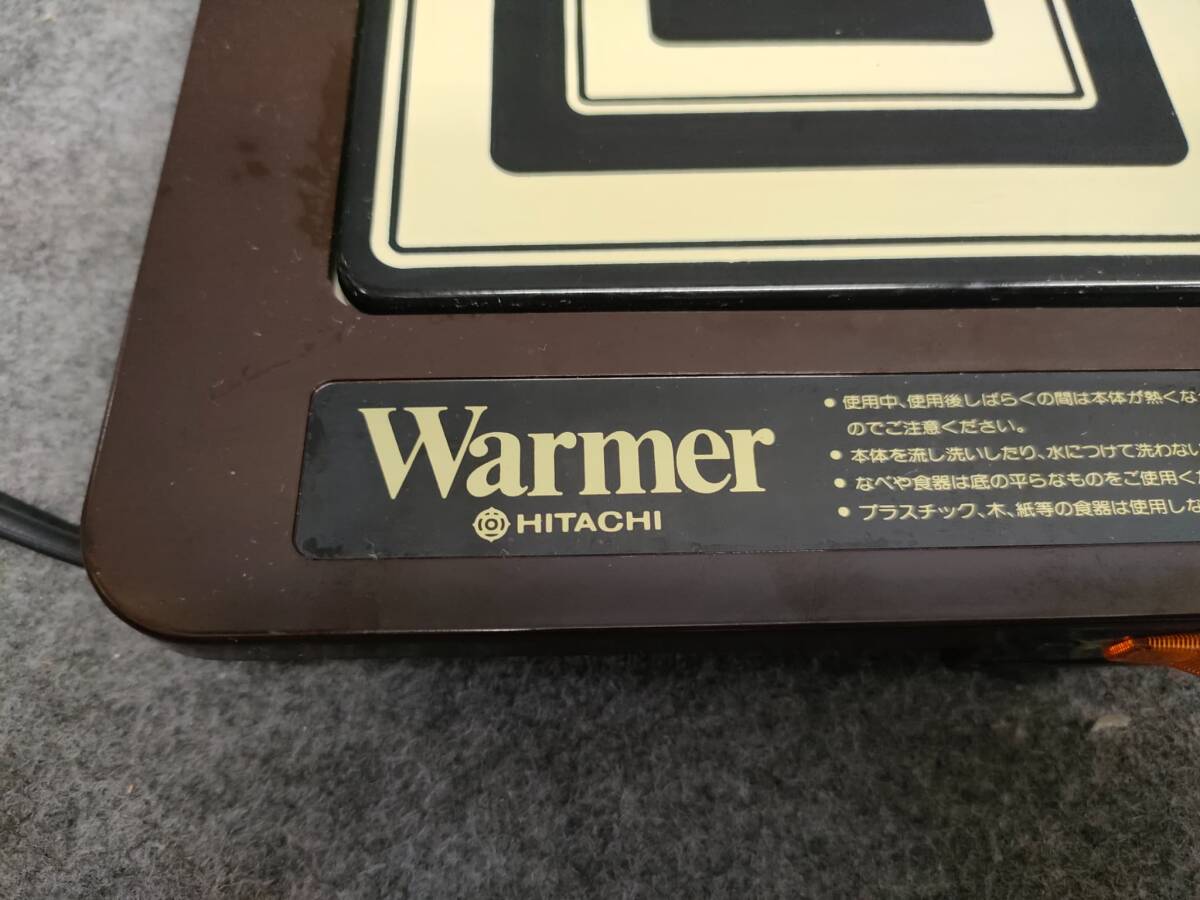 Warmer
HITACHI
• 使用中、使用後しばらくの間は本体が熱くな
のでご注意ください。
• 本体を流し洗いしたり、水につけて洗わない
• なべや食器は底の平らなものをご使用く
• プラスチック、木、紙等の食器は使用しな